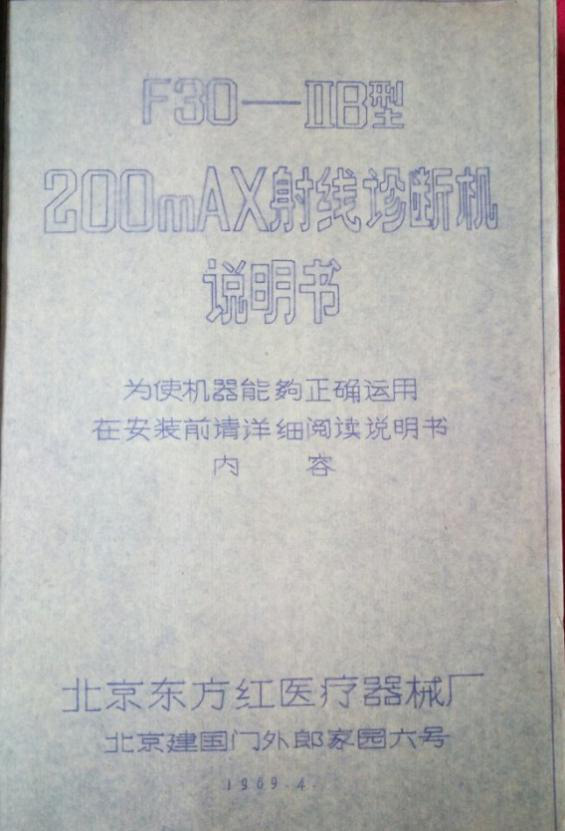 F30—ⅡB型
200mAX射线诊断机
说明书
为使机器能夠正确运用
在安装前请详细阅读说明书
内 容
北京东方红医疗器械厂
北京建国门外郎家园六号
1969.4.